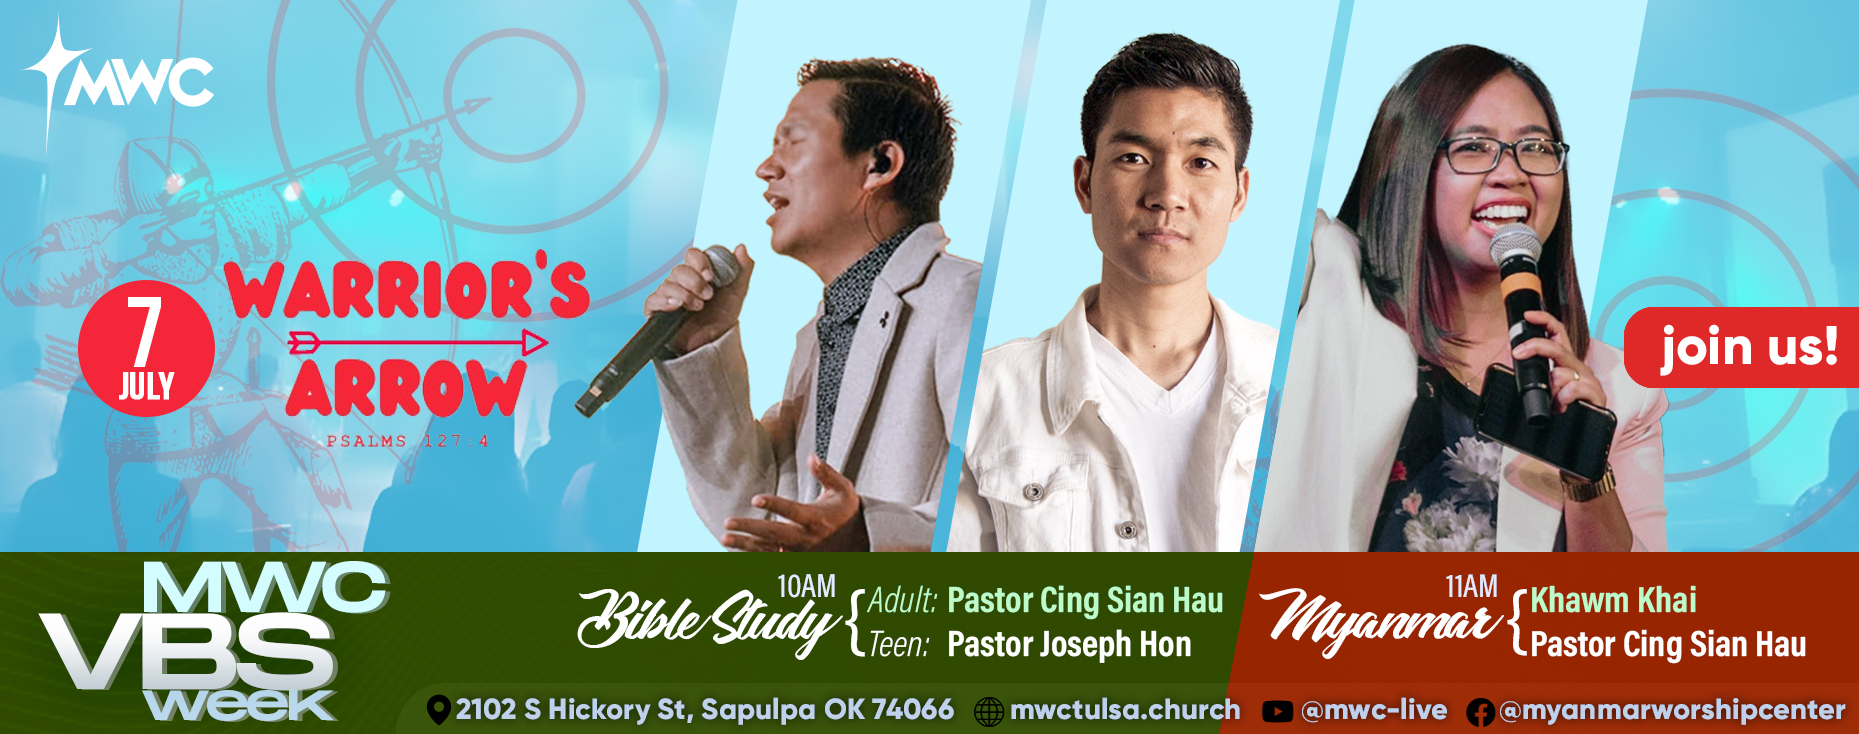 MWC
7
JULY
WARRIOR'S
ARROW
PSALMS 127:4
join us!
MWC
VBS
week
Bible Study
10AM
Adult: Pastor Cing Sian Hau
Teen: Pastor Joseph Hon
Myanmar
11AM
Khawm Khai
Pastor Cing Sian Hau
2102 S Hickory St, Sapulpa OK 74066
mwctulsa.church
@mwc-live
@myanmarworshipcenter